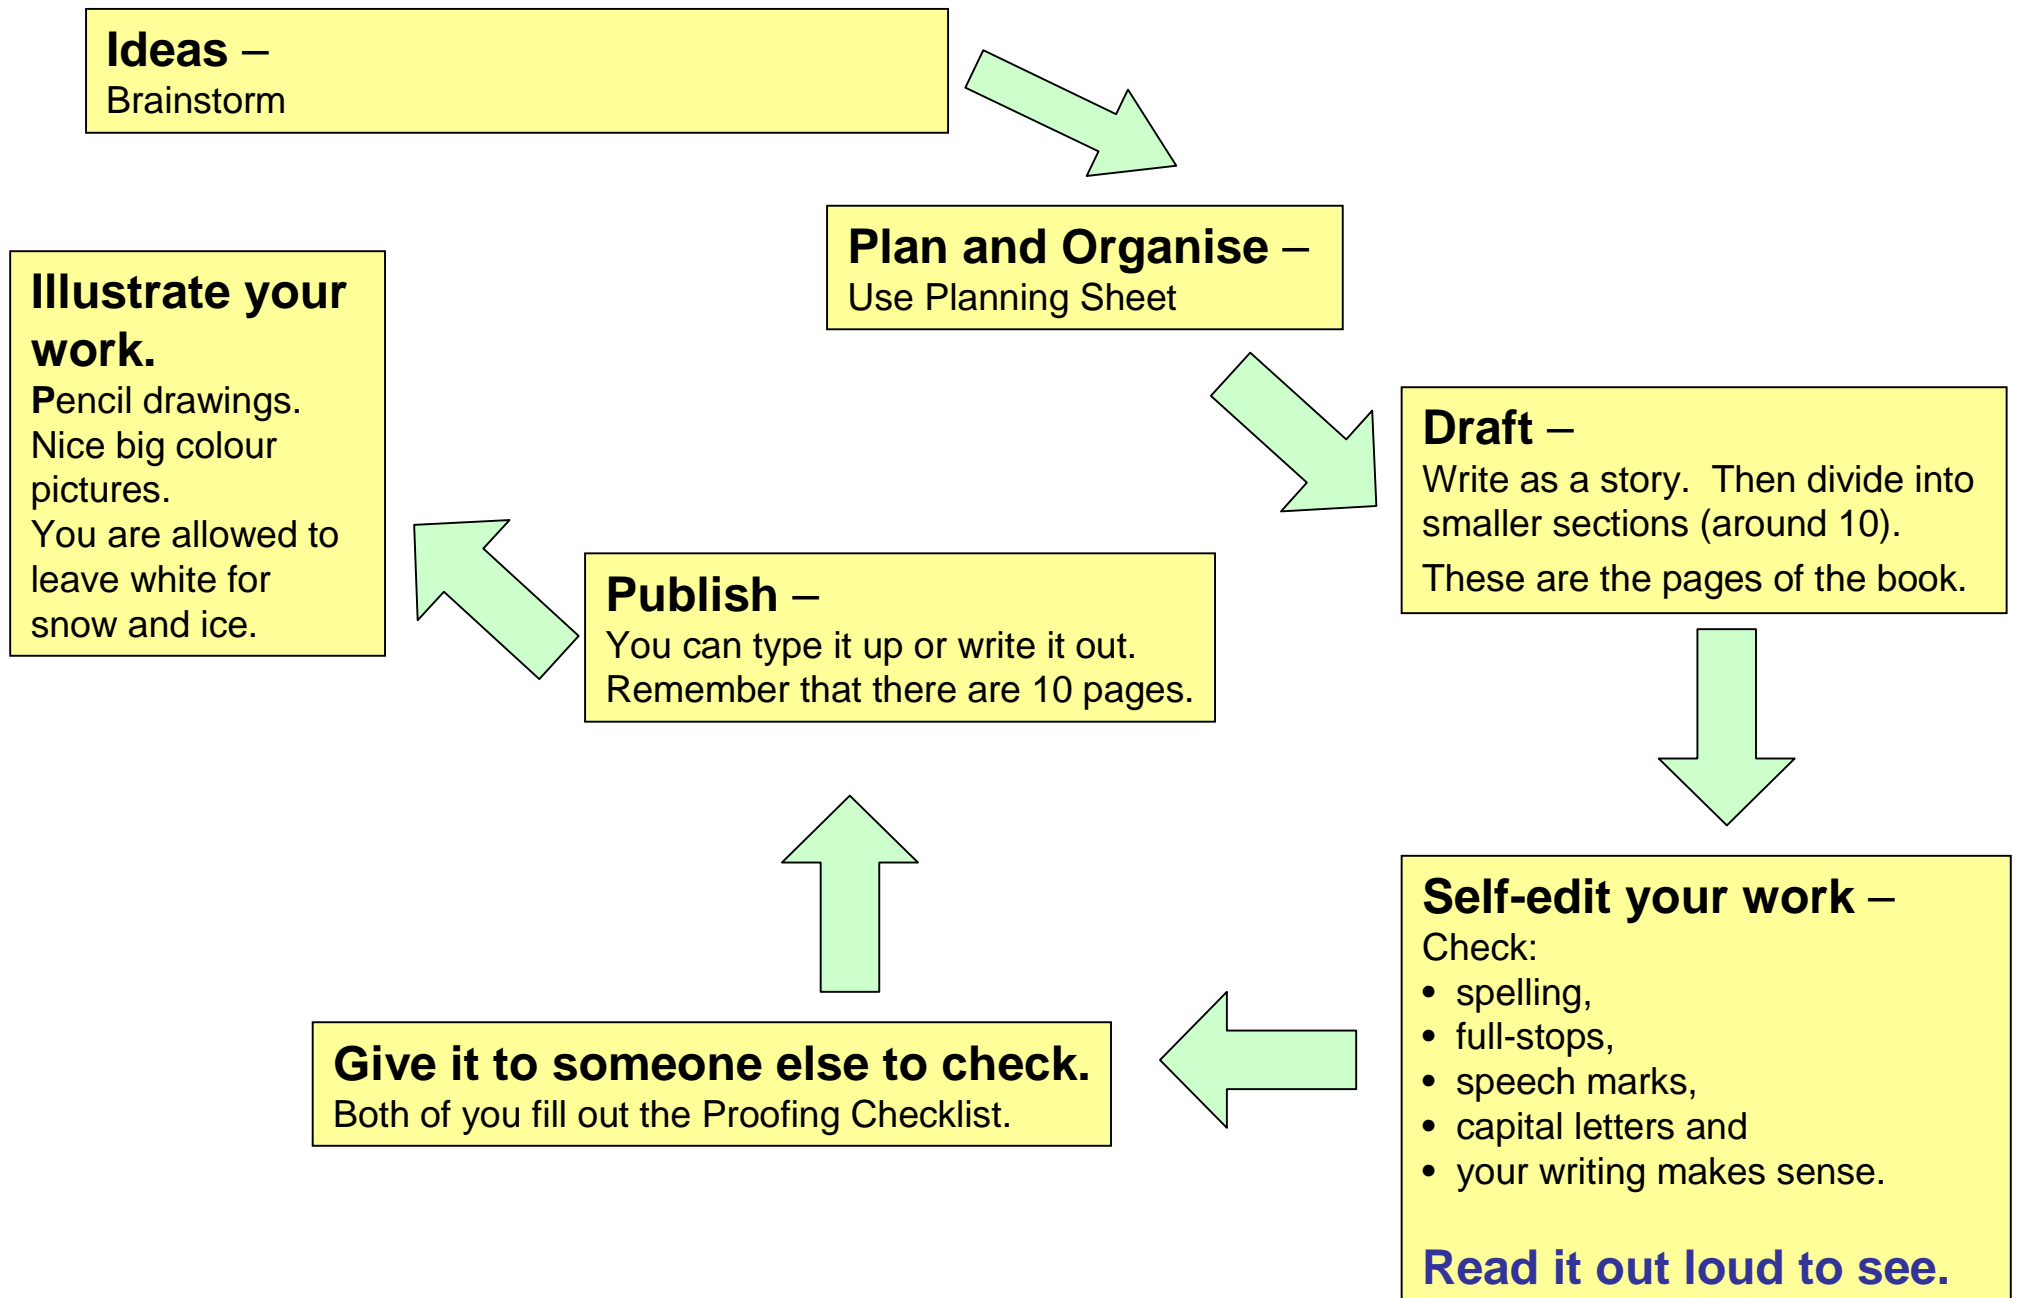 Ideas –
Brainstorm
Plan and Organise –
Use Planning Sheet
Draft –
Write as a story.  Then divide into
smaller sections (around 10).
These are the pages of the book.
Self-edit your work –
Check:
• spelling,
• full-stops,
• speech marks,
• capital letters and
• your writing makes sense.
Read it out loud to see.
Give it to someone else to check.
Both of you fill out the Proofing Checklist.
Publish –
You can type it up or write it out.
Remember that there are 10 pages.
Illustrate your
work.
Pencil drawings.
Nice big colour
pictures.
You are allowed to
leave white for
snow and ice.